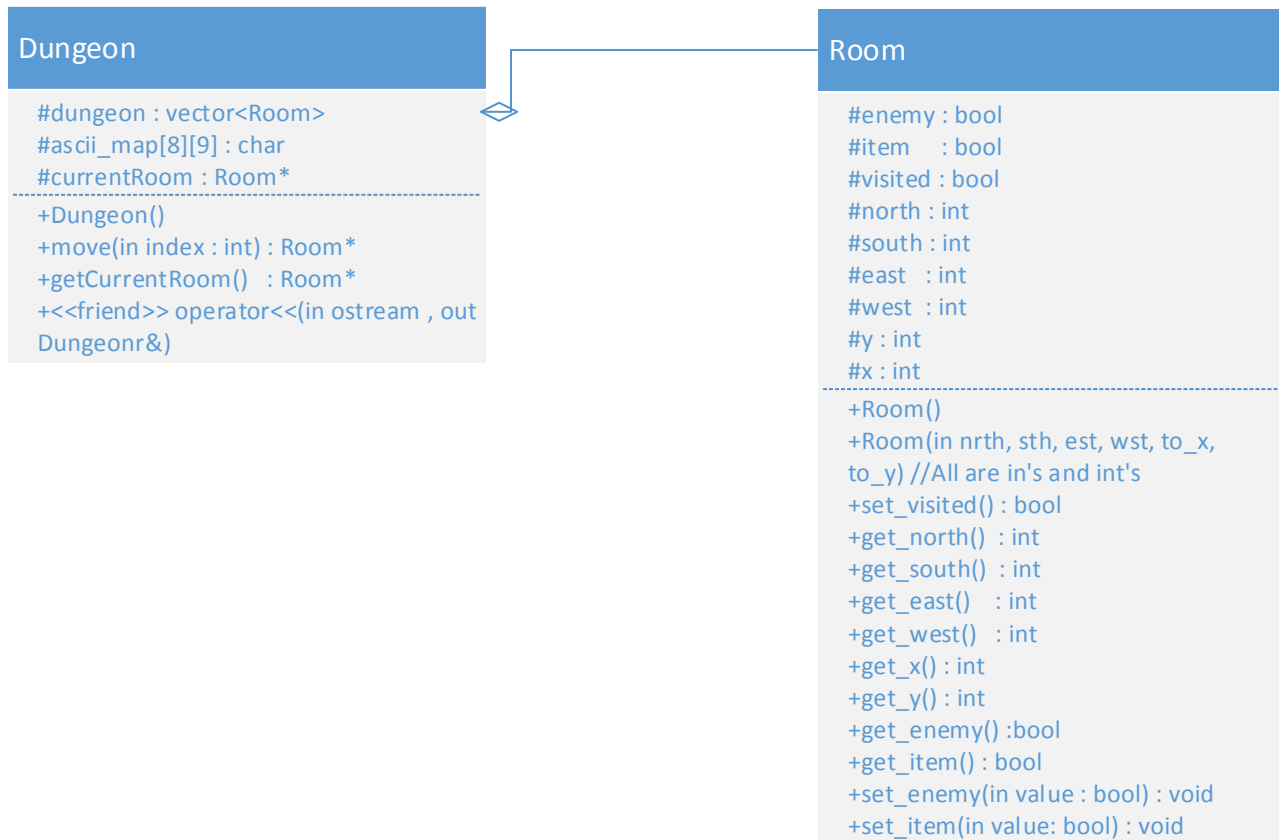 Dungeon
#dungeon : vector<Room>
#ascii_map[8][9] : char
#currentRoom : Room*
+Dungeon()
+move(in index : int) : Room*
+getCurrentRoom() : Room*
+<<friend>> operator<<(in ostream , out
Dungeonr&)
Room
#enemy : bool
#item : bool
#visited : bool
#north : int
#south : int
#east : int
#west : int
#y : int
#x : int
+Room()
+Room(in nrth, sth, est, wst, to_x,
to_y) //All are in's and int's
+set_visited() : bool
+get_north() : int
+get_south() : int
+get_east() : int
+get_west() : int
+get_x() : int
+get_y() : int
+get_enemy() :bool
+get_item() : bool
+set_enemy(in value : bool) : void
+set_item(in value: bool) : void